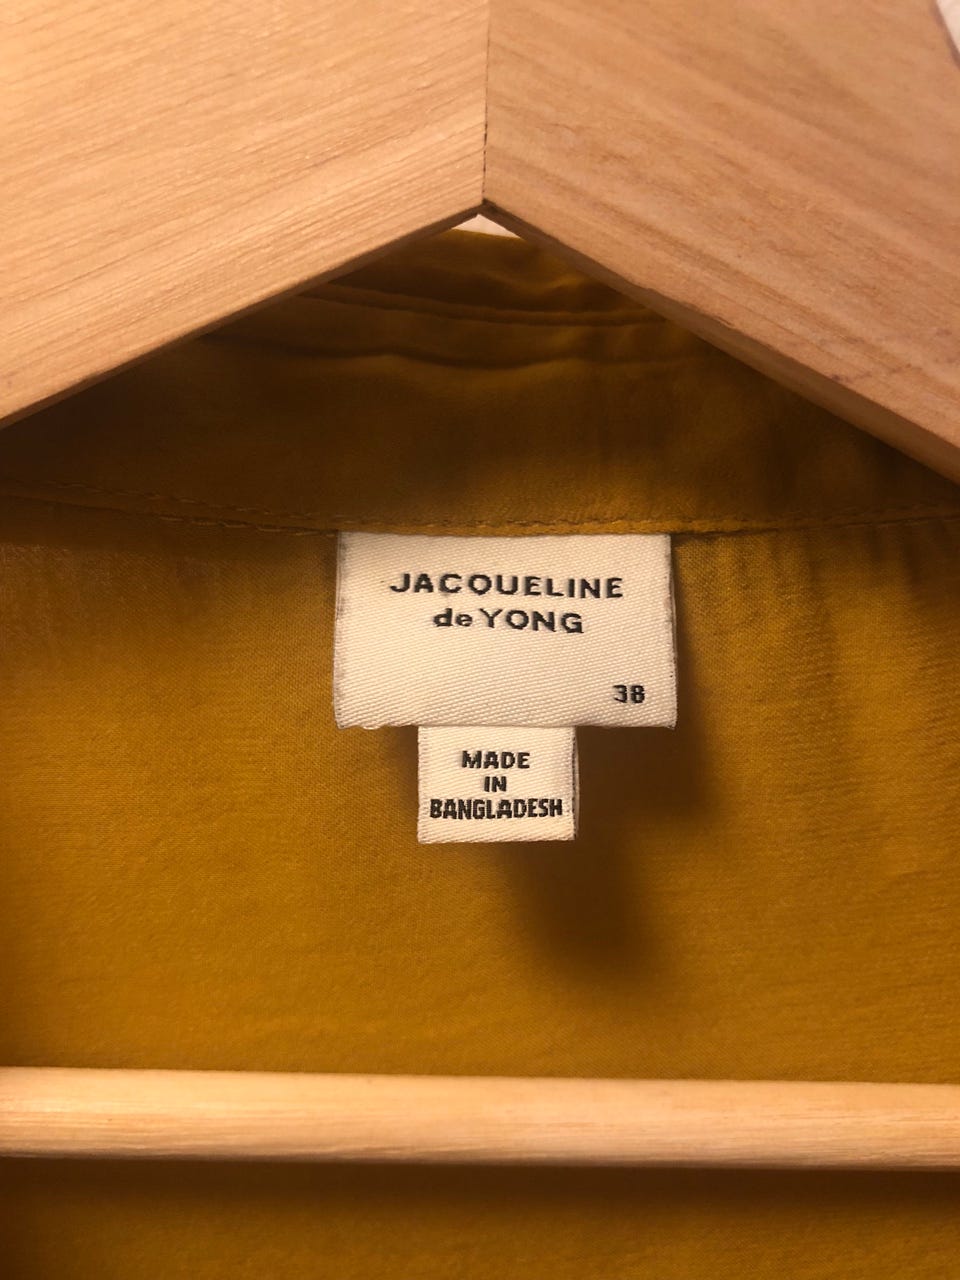 JACQUELINE
de YONG
38
MADE
IN
BANGLADESH